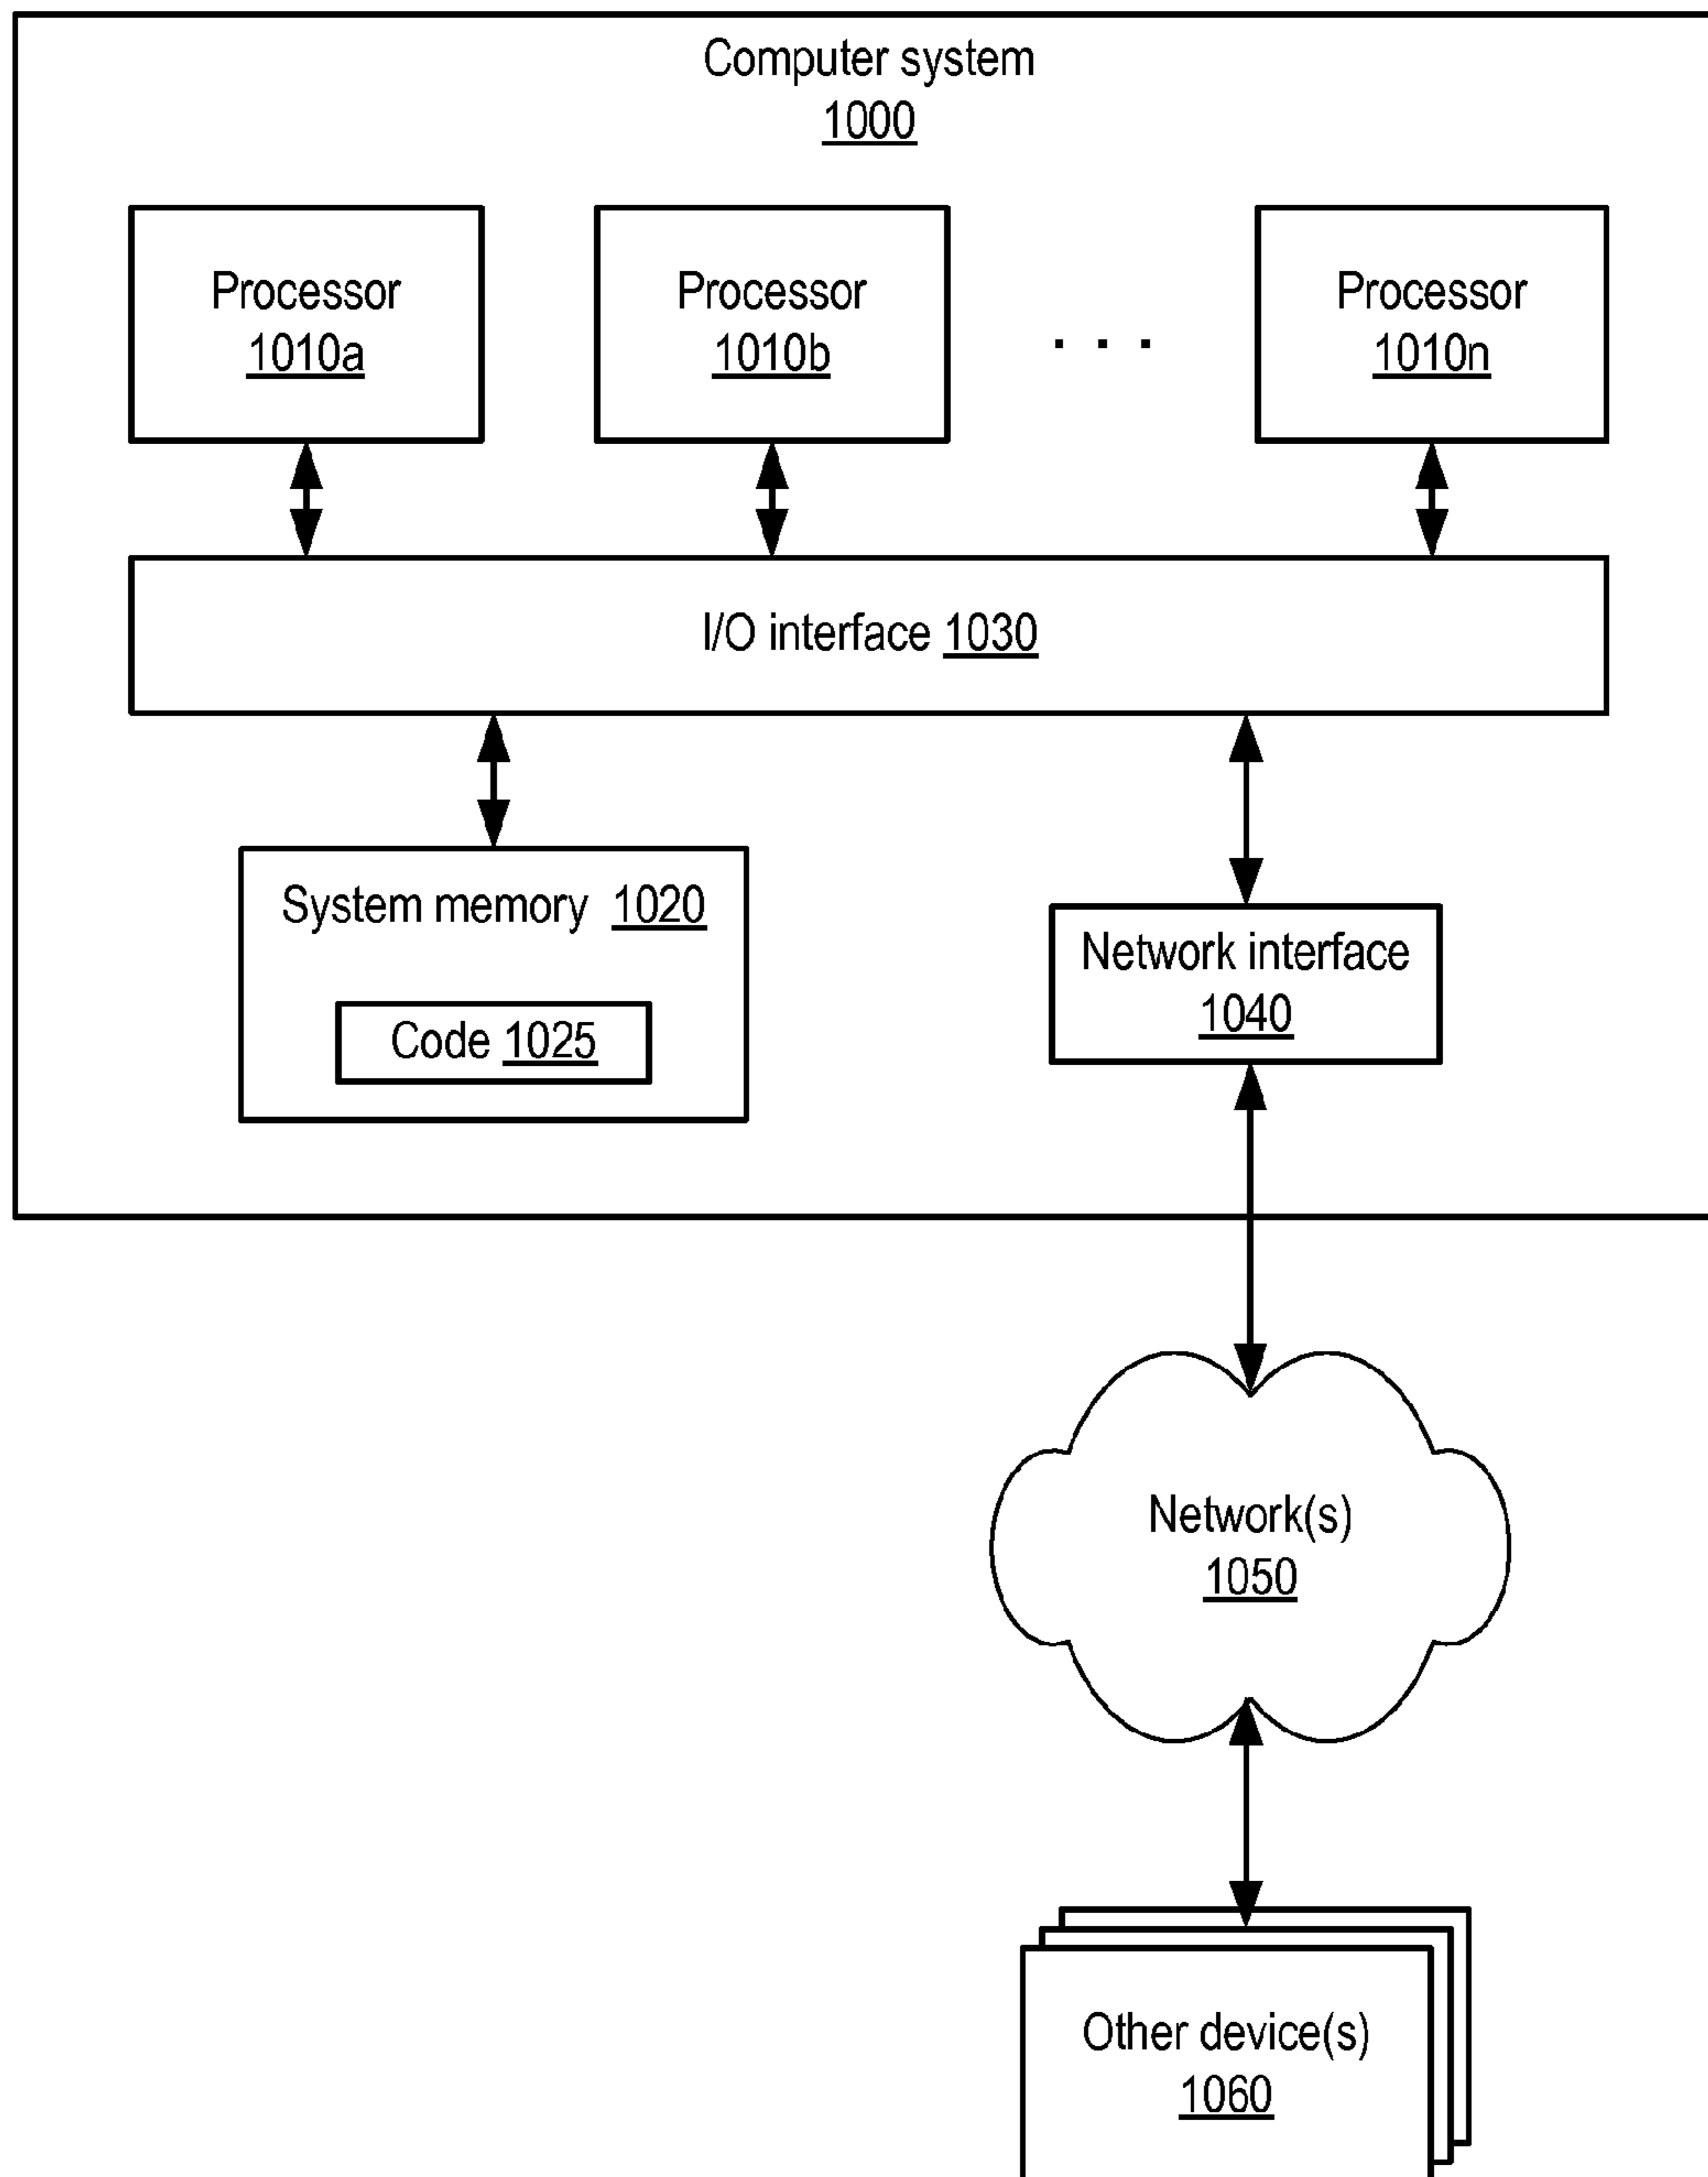 Computer system
1000
Processor
1010a
Processor
1010b
. . .
Processor
1010n
I/O interface 1030
System memory 1020
Code 1025
Network interface
1040
Network(s)
1050
Other device(s)
1060